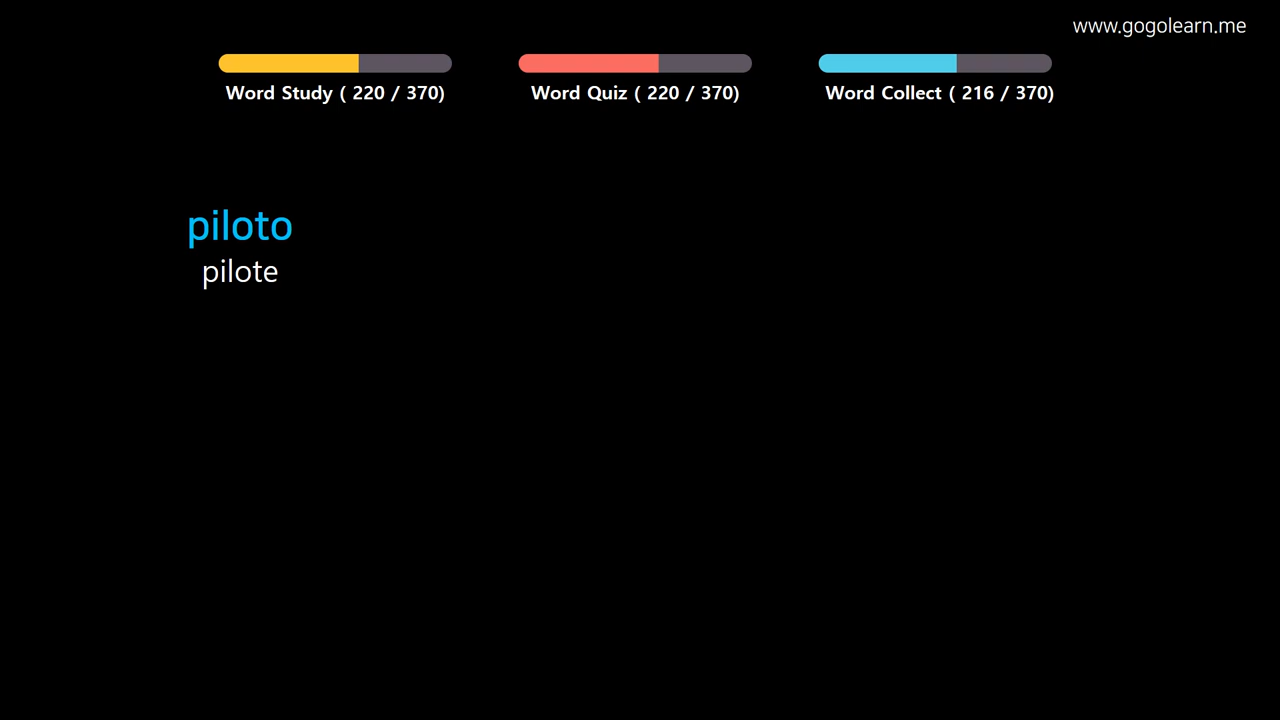 www.gogolearn.me
Word Study ( 220 / 370)
Word Quiz ( 220 / 370)
Word Collect ( 216 / 370)
piloto
pilote